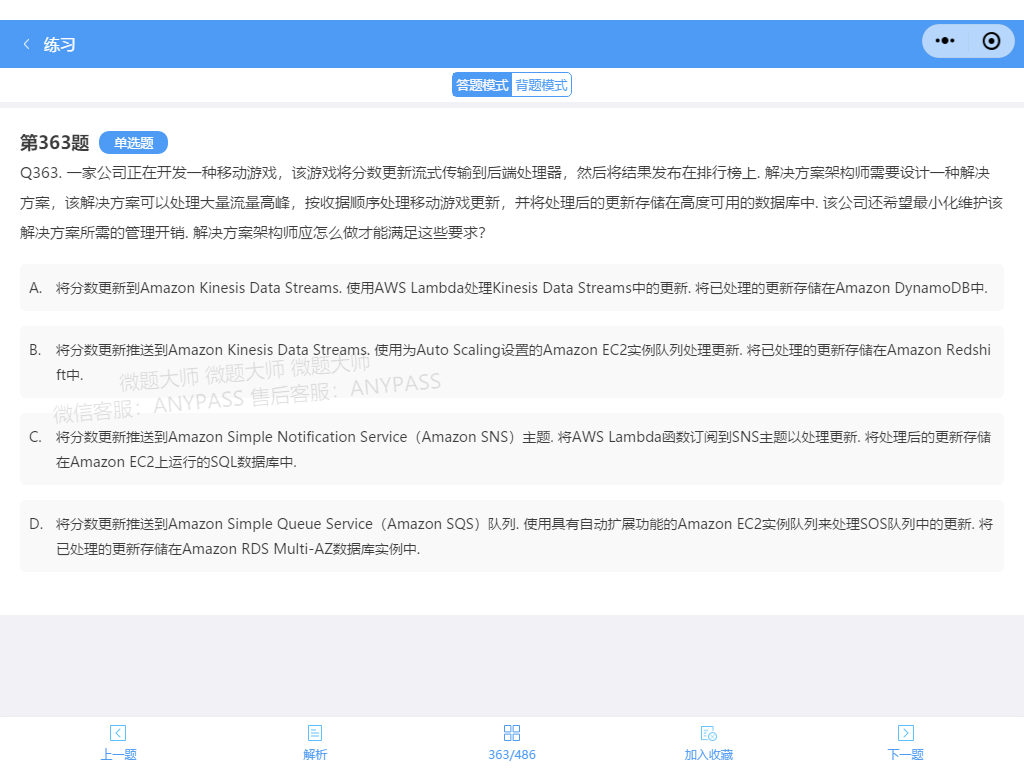 练习
答题模式 背题模式
第363题 单选题
Q363. 一家公司正在开发一种移动游戏，该游戏将分数更新流式传输到后端处理器，然后将结果发布在排行榜上. 解决方案架构师需要设计一种解决
方案，该解决方案可以处理大量流量高峰，按收据顺序处理移动游戏更新，并将处理后的更新存储在高度可用的数据库中. 该公司还希望最小化维护该
解决方案所需的管理开销. 解决方案架构师应怎么做才能满足这些要求?
A. 将分数更新到Amazon Kinesis Data Streams. 使用AWS Lambda处理Kinesis Data Streams中的更新. 将已处理的更新存储在Amazon DynamoDB中.
B. 将分数更新推送到Amazon Kinesis Data Streams. 使用为Auto Scaling设置的Amazon EC2实例队列处理更新. 将已处理的更新存储在Amazon Redshi
ft中.
微题大师 微题大师 微题大师
微信客服：ANYPASS 售后客服：ANYPASS
C. 将分数更新推送到Amazon Simple Notification Service（Amazon SNS）主题. 将AWS Lambda函数订阅到SNS主题以处理更新. 将处理后的更新存储
在Amazon EC2上运行的SQL数据库中.
D. 将分数更新推送到Amazon Simple Queue Service（Amazon SQS）队列. 使用具有自动扩展功能的Amazon EC2实例队列来处理SOS队列中的更新. 将
已处理的更新存储在Amazon RDS Multi-AZ数据库实例中.
上一题 解析 363/486 加入收藏 下一题